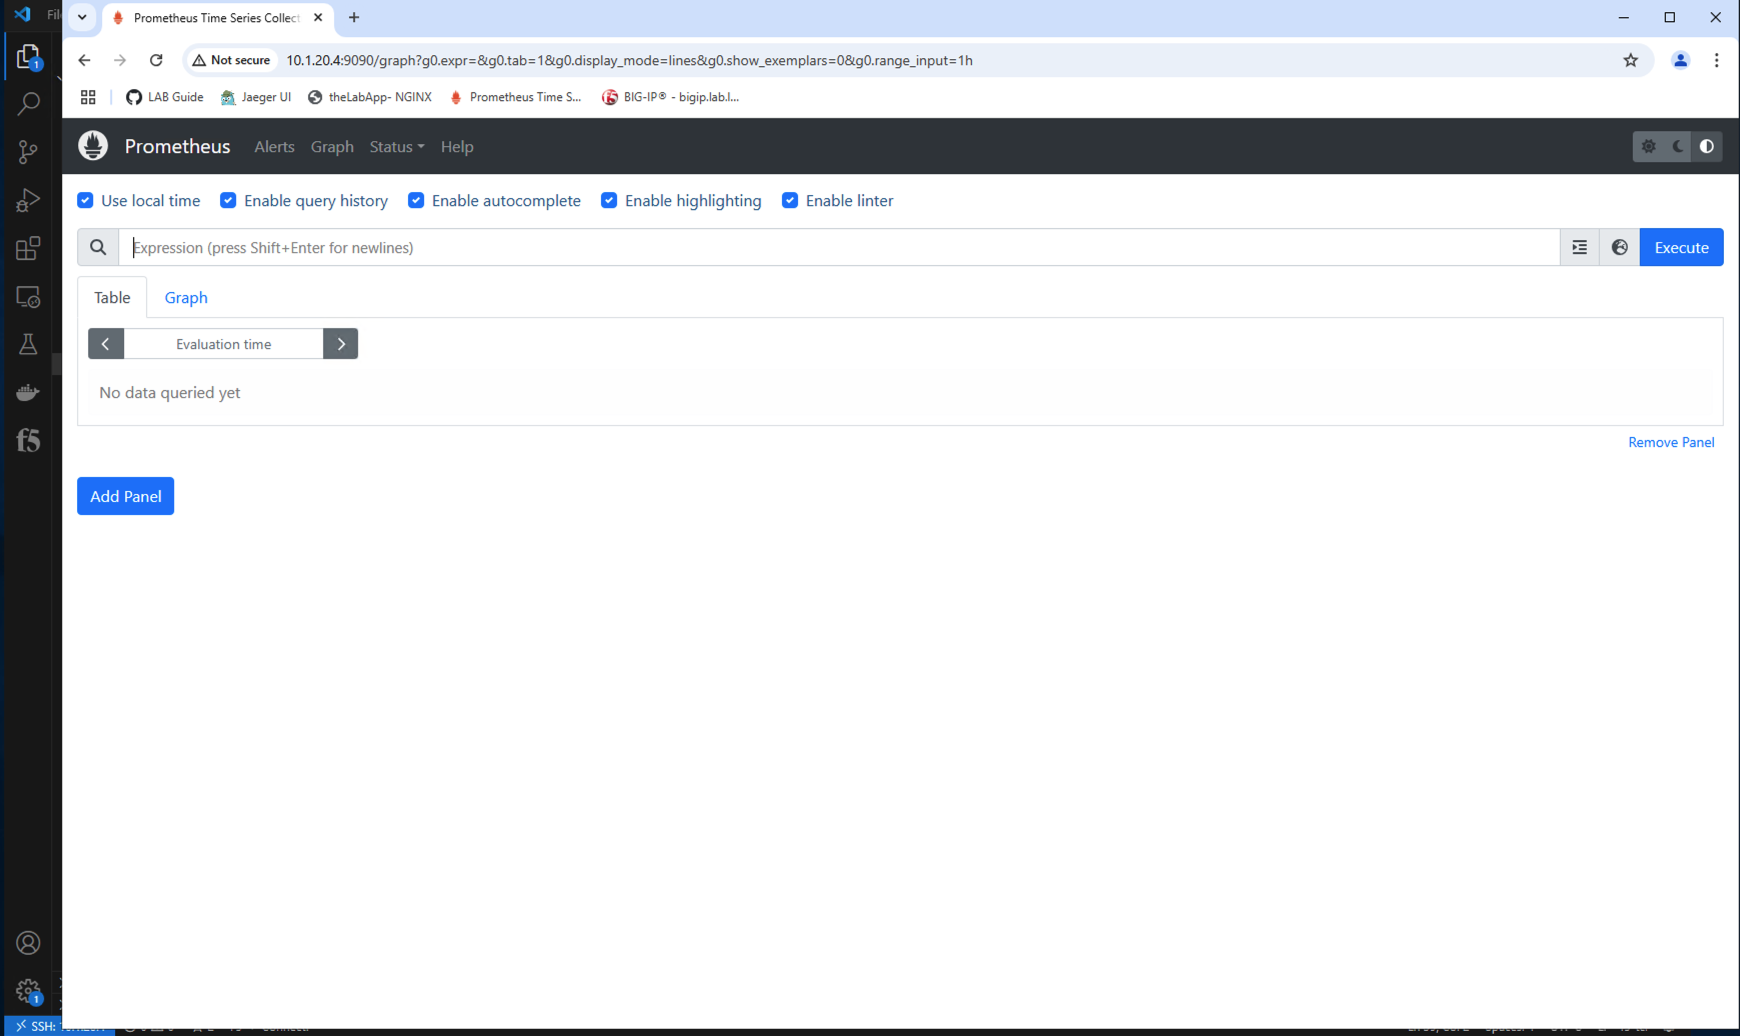 Prometheus Time Series Collect
Not secure
10.1.20.4:9090/graph?g0.expr=&g0.tab=1&g0.display_mode=lines&g0.show_exemplars=0&g0.range_input=1h
LAB Guide
Jaeger UI
theLabApp- NGINX
Prometheus Time S...
BIG-IP® - bigip.lab.l...
Prometheus
Alerts
Graph
Status
Help
Use local time
Enable query history
Enable autocomplete
Enable highlighting
Enable linter
Expression (press Shift+Enter for newlines)
Execute
Table
Graph
Evaluation time
No data queried yet
Remove Panel
Add Panel
1
f5
1
SSH: